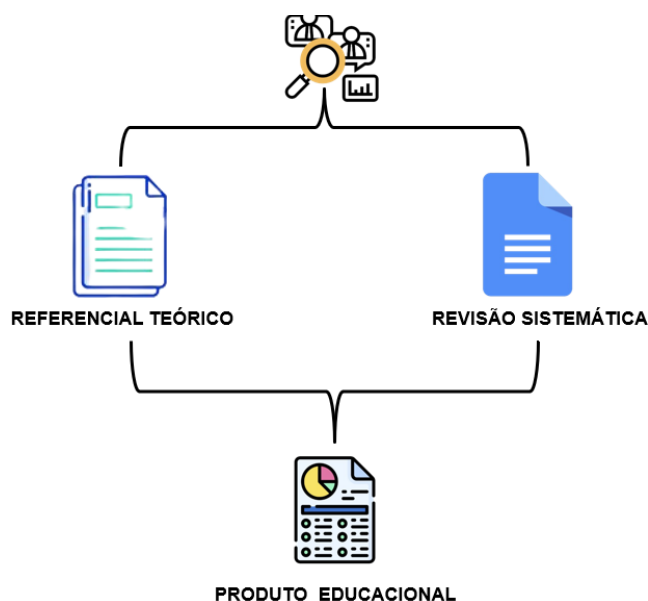 REFERENCIAL TEÓRICO
REVISÃO SISTEMÁTICA
PRODUTO EDUCACIONAL